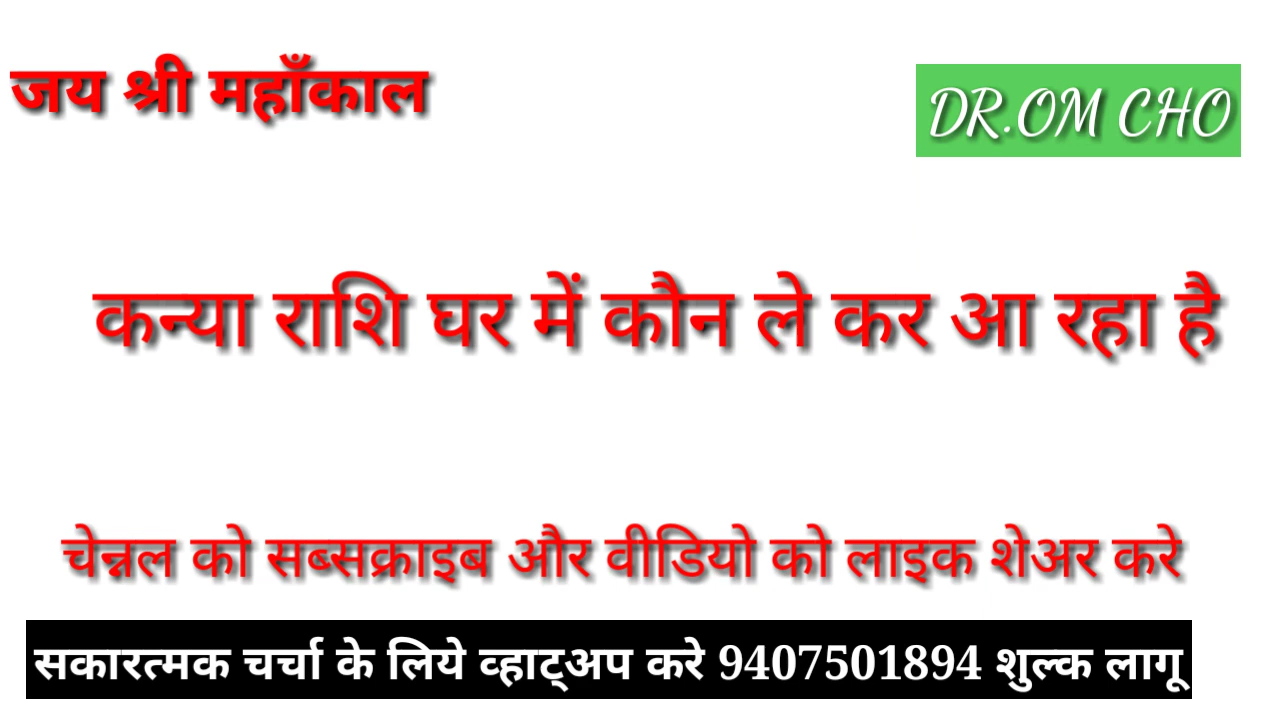 जय श्री महाँकाल
DR.OM CHO
कन्या राशि घर में कौन ले कर आ रहा है
चेन्नल को सब्सक्राइब और वीडियो को लाइक शेअर करे
सकारत्मक चर्चा के लिये व्हाट्अप करे 9407501894 शुल्क लागू